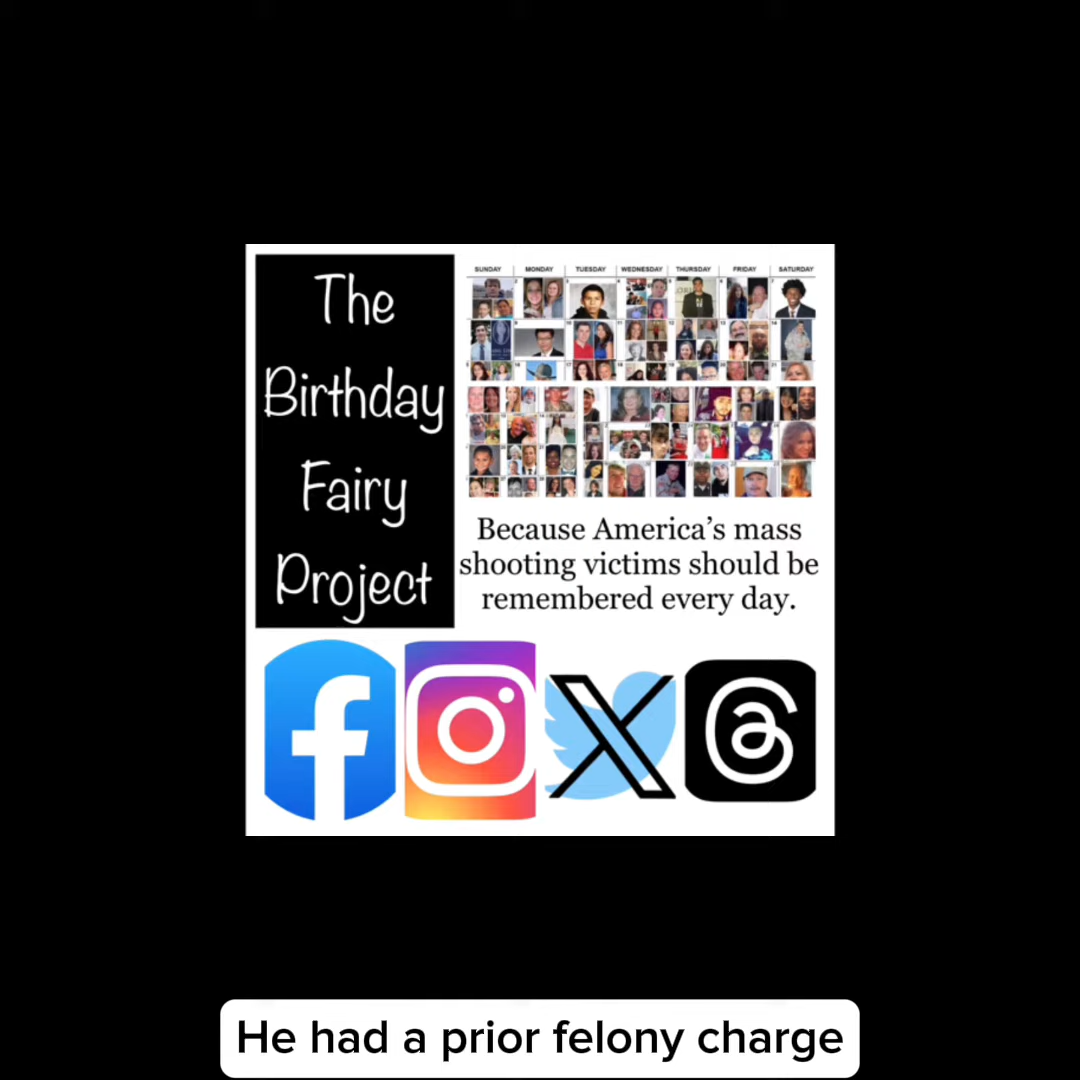 The
Birthday
Fairy
Project
SUNDAY MONDAY TUESDAY WEDNESDAY THURSDAY FRIDAY SATURDAY
Because America’s mass
shooting victims should be
remembered every day.
He had a prior felony charge